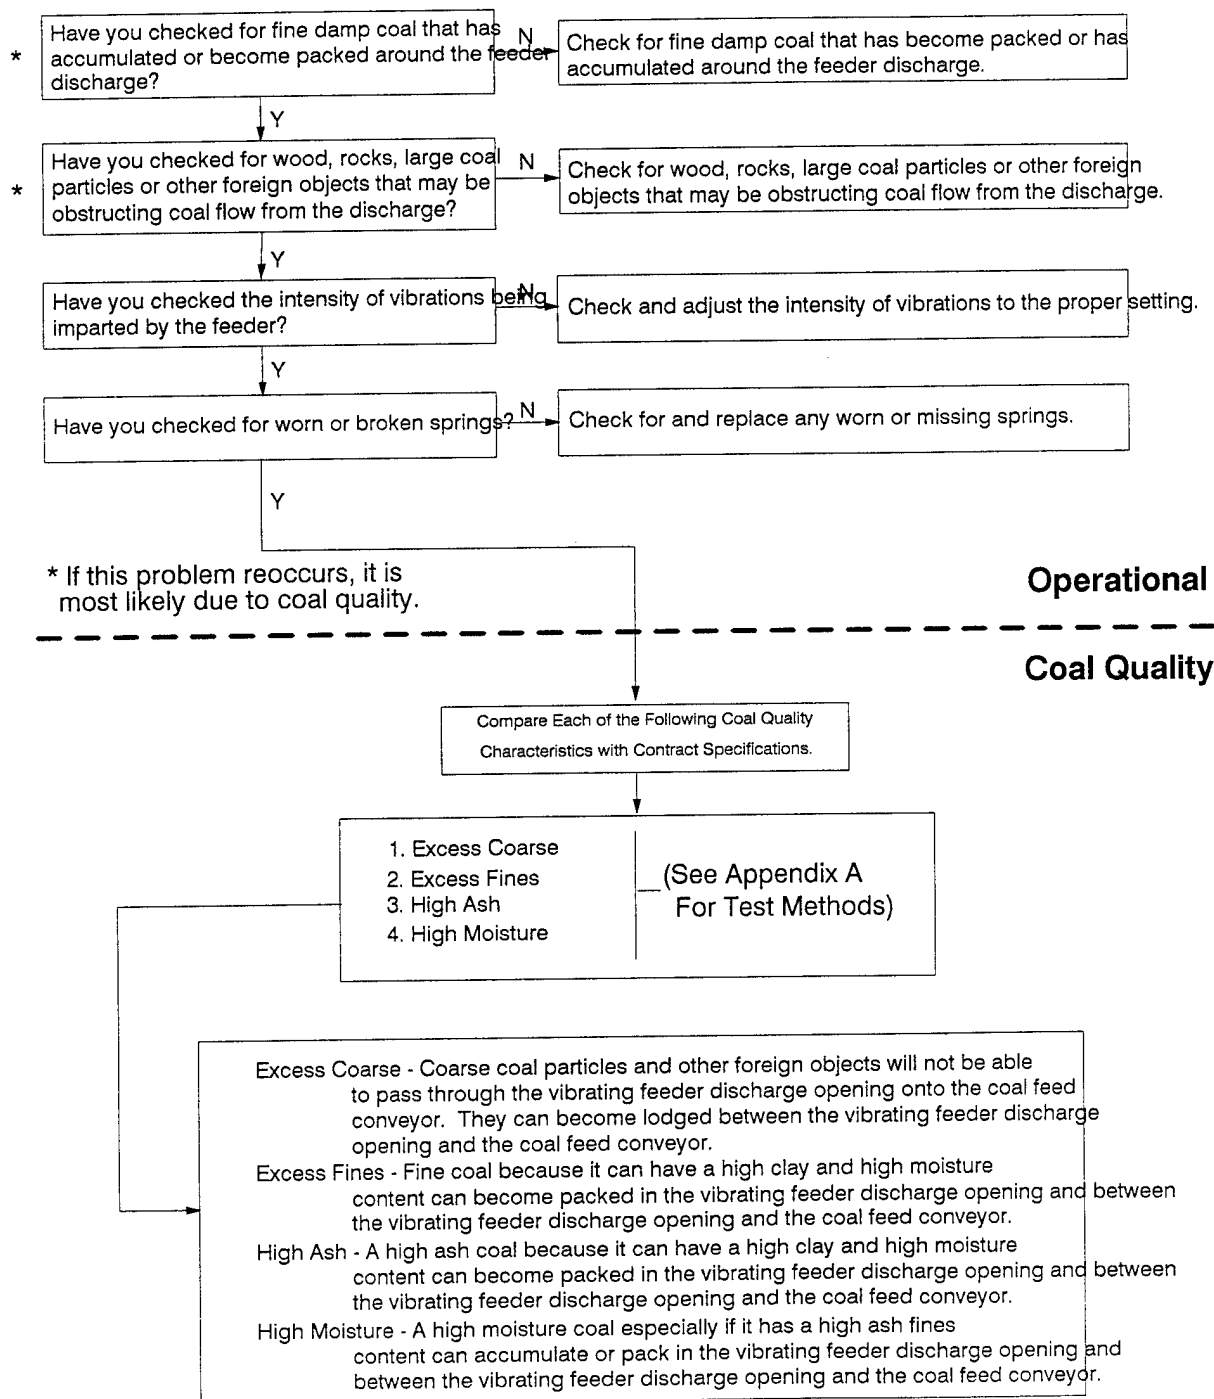 Have you checked for fine damp coal that has
* accumulated or become packed around the feeder
discharge?
N
Check for fine damp coal that has become packed or has
accumulated around the feeder discharge.
Y
Have you checked for wood, rocks, large coal
* particles or other foreign objects that may be
obstructing coal flow from the discharge?
N
Check for wood, rocks, large coal particles or other foreign
objects that may be obstructing coal flow from the discharge.
Y
Have you checked the intensity of vibrations being
imparted by the feeder?
N
Check and adjust the intensity of vibrations to the proper setting.
Y
Have you checked for worn or broken springs?
N
Check for and replace any worn or missing springs.
Y
* If this problem reoccurs, it is
most likely due to coal quality.
Operational
Coal Quality
Compare Each of the Following Coal Quality
Characteristics with Contract Specifications.
1. Excess Coarse
2. Excess Fines
3. High Ash
4. High Moisture
(See Appendix A
For Test Methods)
Excess Coarse - Coarse coal particles and other foreign objects will not be able
to pass through the vibrating feeder discharge opening onto the coal feed
conveyor. They can become lodged between the vibrating feeder discharge
opening and the coal feed conveyor.
Excess Fines - Fine coal because it can have a high clay and high moisture
content can become packed in the vibrating feeder discharge opening and between
the vibrating feeder discharge opening and the coal feed conveyor.
High Ash - A high ash coal because it can have a high clay and high moisture
content can become packed in the vibrating feeder discharge opening and between
the vibrating feeder discharge opening and the coal feed conveyor.
High Moisture - A high moisture coal especially if it has a high ash fines
content can accumulate or pack in the vibrating feeder discharge opening and
between the vibrating feeder discharge opening and the coal feed conveyor.